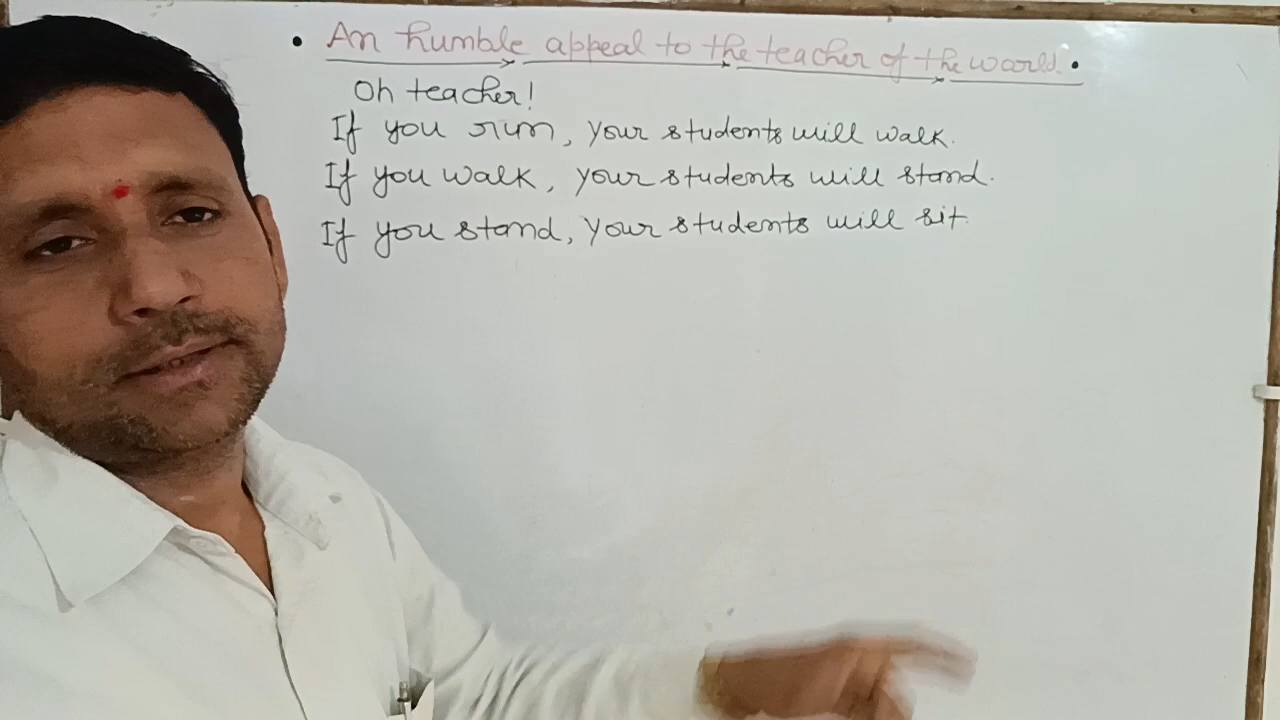 • An humble appeal to the teacher of the world. •
Oh teacher!
If you run, your students will walk.
If you walk, your students will stand.
If you stand, your students will sit.